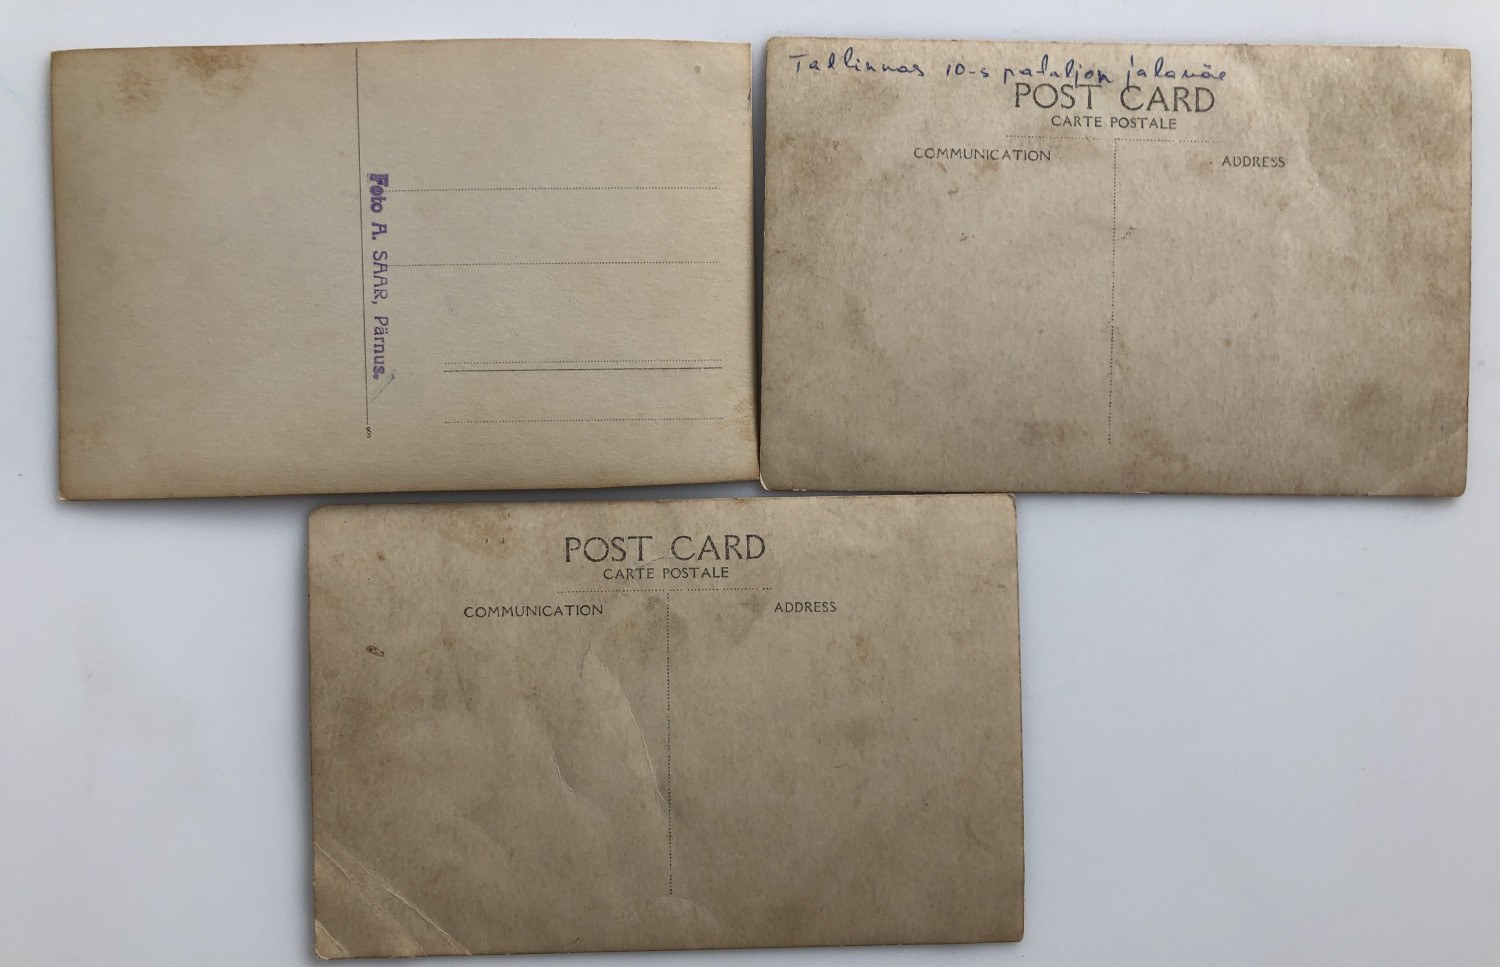 Foto A. SAAR, Pärnus.
S
Tallinnas 10-s pataljon jalaväe
POST CARD
CARTE POSTALE
COMMUNICATION
ADDRESS
POST CARD
CARTE POSTALE
COMMUNICATION
ADDRESS